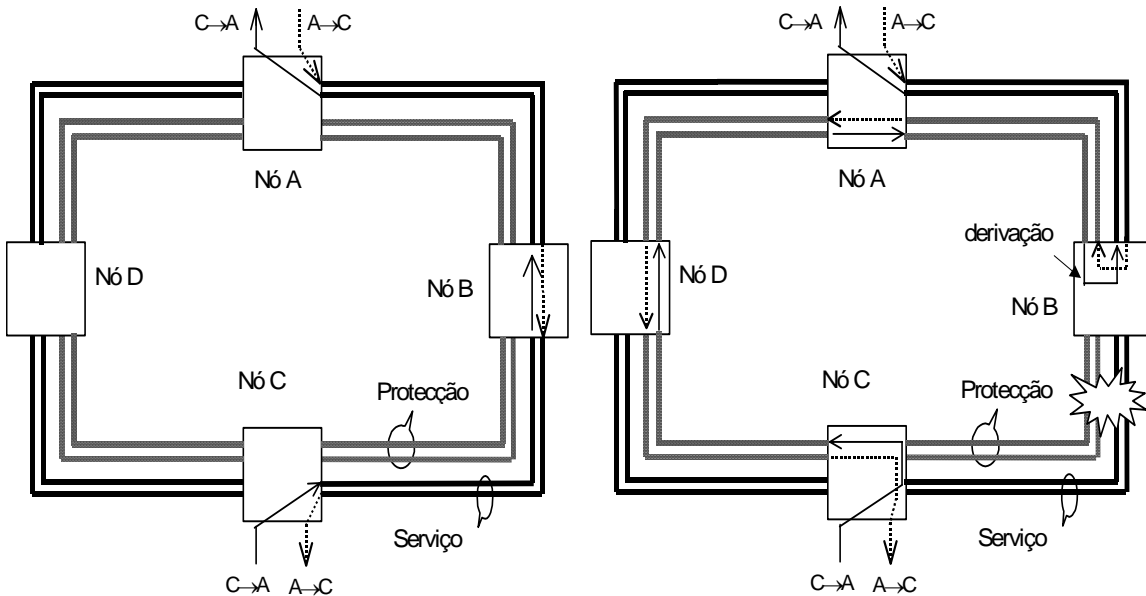 C→A A→C
Nó A
Nó D
Nó B
Nó C
Protecção
Serviço
C→A A→C
C→A A→C
Nó A
derivação
Nó D
Nó B
Nó C
Protecção
Serviço
C→A A→C